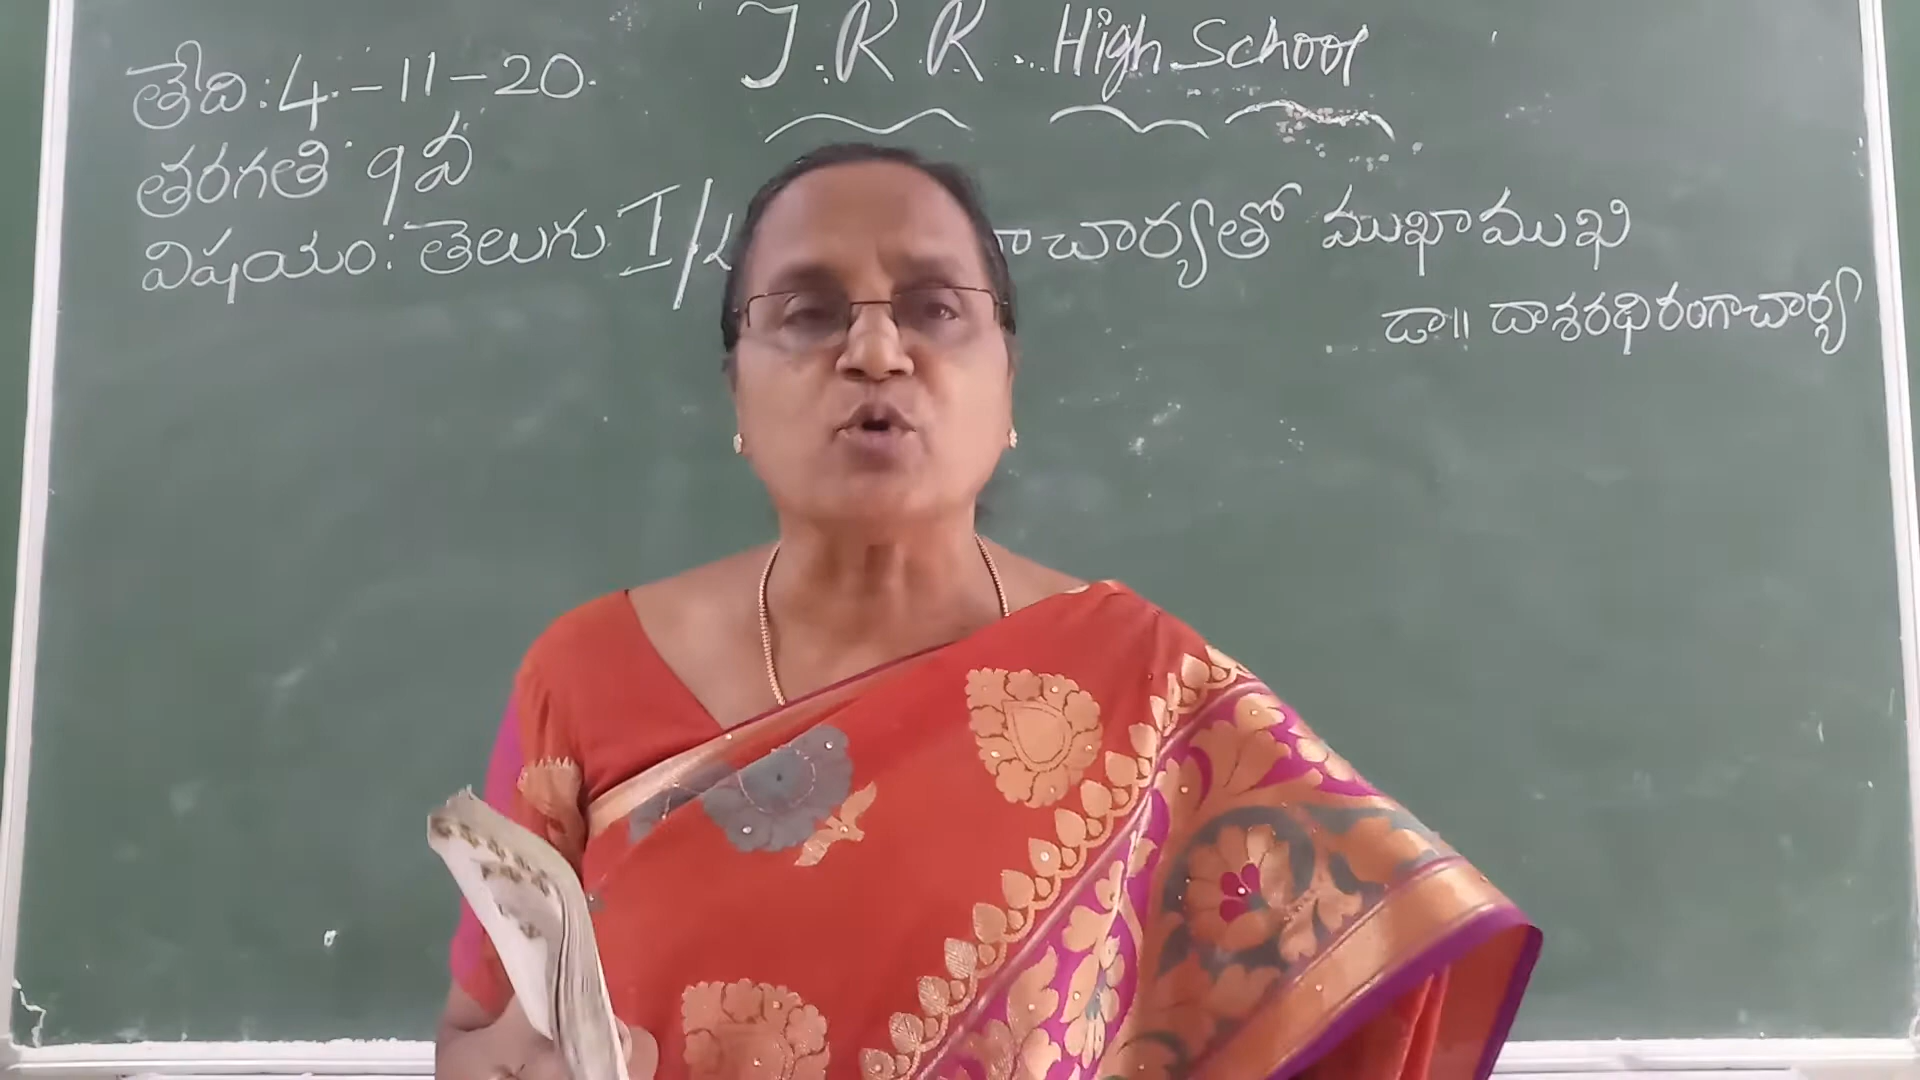 J.R.R. High School
తేది: 4-11-20.
తరగతి 9వ
విషయం: తెలుగు I/ ాచార్యతో ముఖాముఖి
డా॥ దాశరథిరంగాచార్య